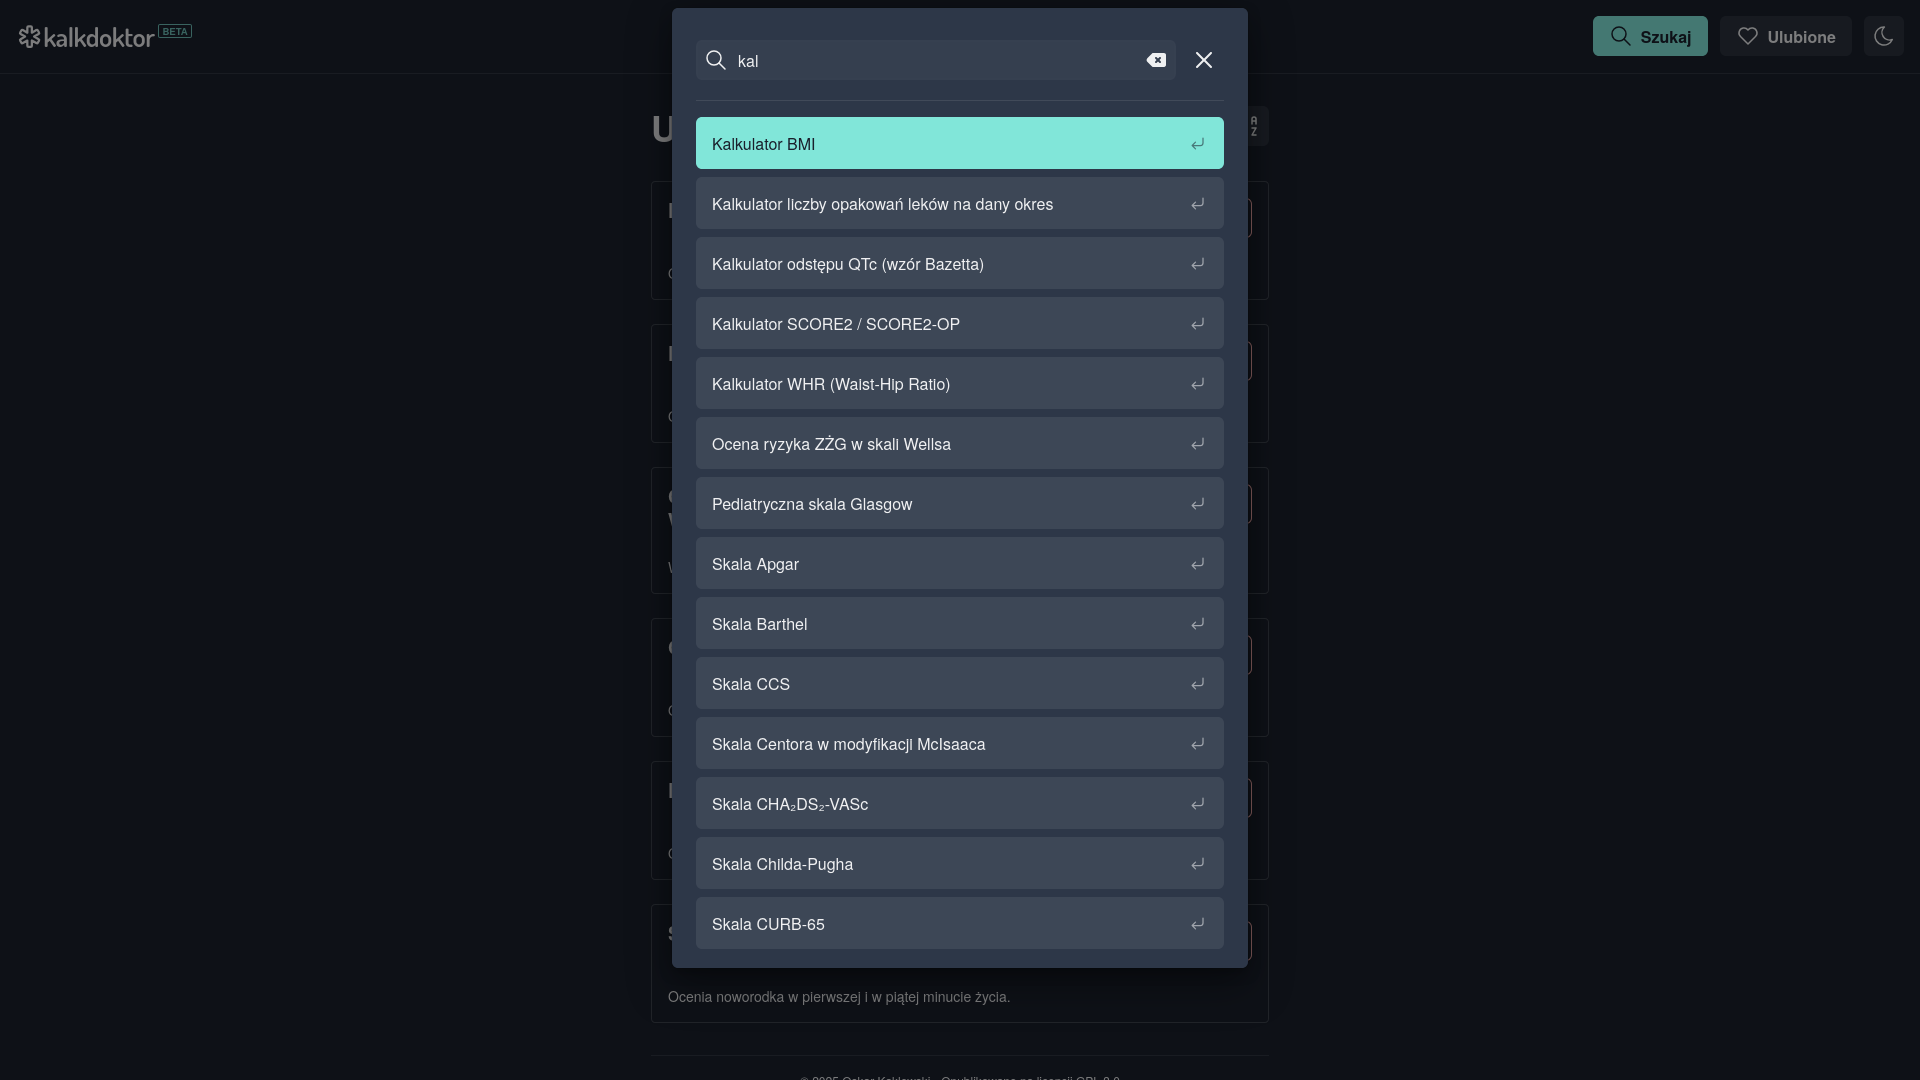 kalkdoktor BETA
Szukaj
Ulubione
kal
Kalkulator BMI
Kalkulator liczby opakowań leków na dany okres
Kalkulator odstępu QTc (wzór Bazetta)
Kalkulator SCORE2 / SCORE2-OP
Kalkulator WHR (Waist-Hip Ratio)
Ocena ryzyka ZŻG w skali Wellsa
Pediatryczna skala Glasgow
Skala Apgar
Skala Barthel
Skala CCS
Skala Centora w modyfikacji McIsaaca
Skala CHA₂DS₂-VASc
Skala Childa-Pugha
Skala CURB-65
Ocenia noworodka w pierwszej i w piątej minucie życia.